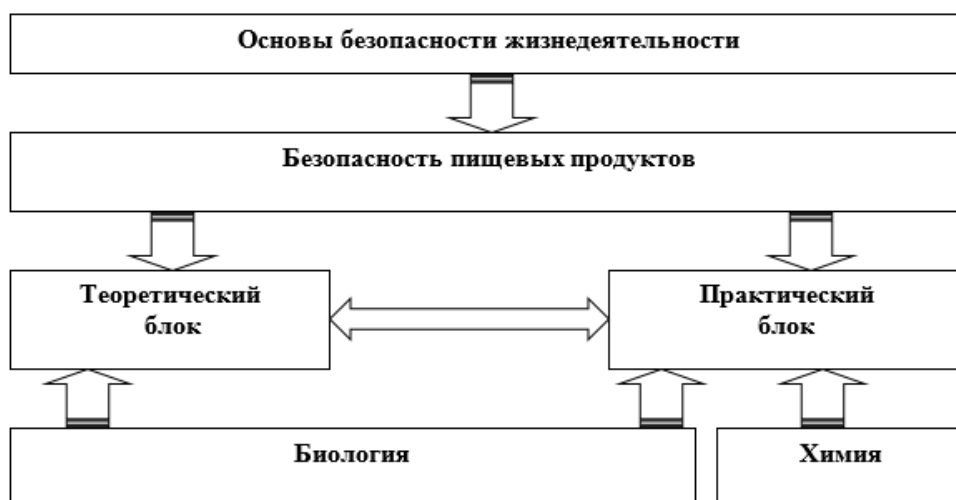 Основы безопасности жизнедеятельности
Безопасность пищевых продуктов
Теоретический
блок
Практический
блок
Биология
Химия